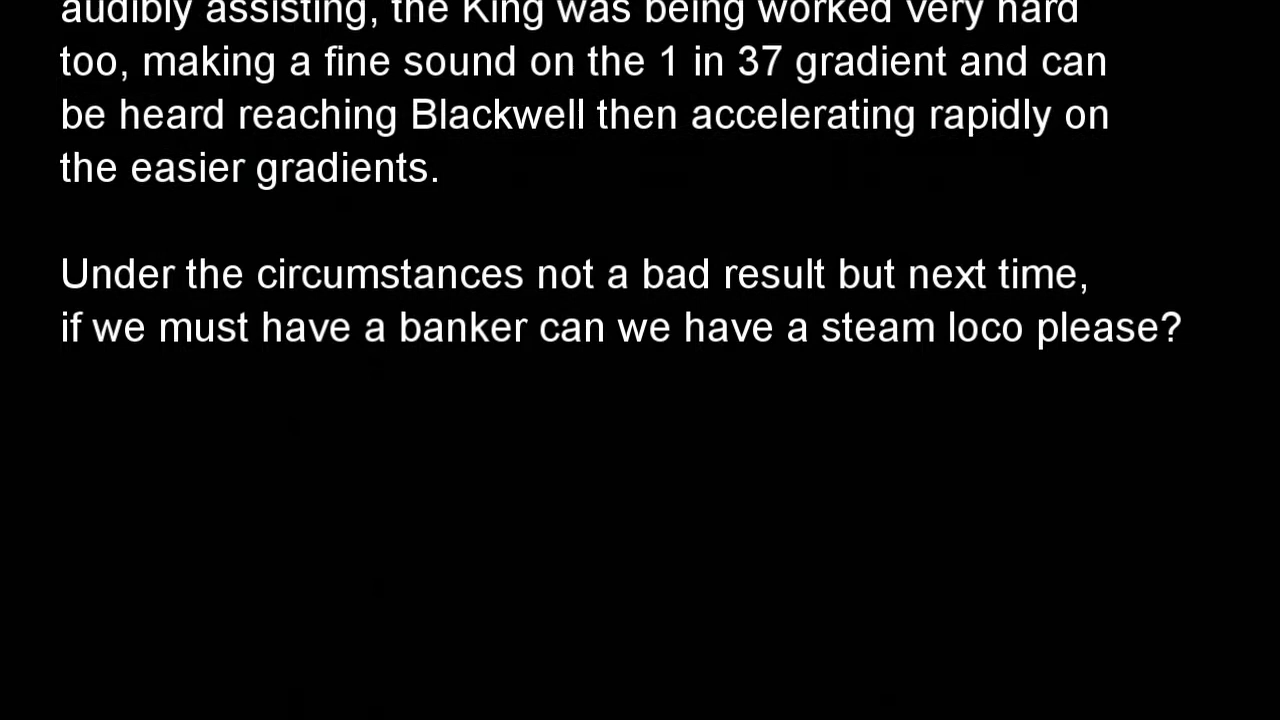 audibly assisting, the King was being worked very hard
too, making a fine sound on the 1 in 37 gradient and can
be heard reaching Blackwell then accelerating rapidly on
the easier gradients.
Under the circumstances not a bad result but next time,
if we must have a banker can we have a steam loco please?